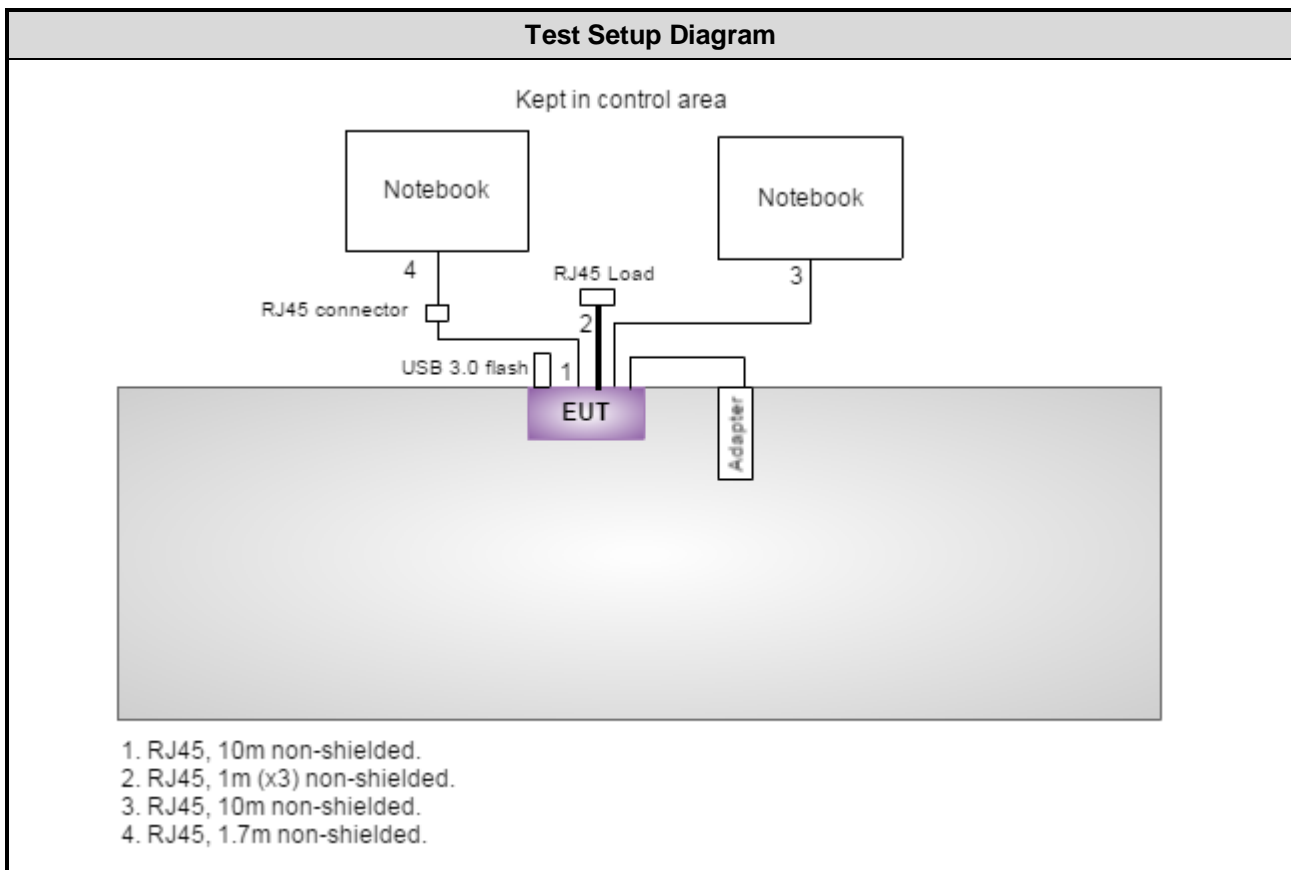 Test Setup Diagram
Kept in control area
Notebook
Notebook
4
3
RJ45 Load
RJ45 connector
2
USB 3.0 flash
1
EUT
Adapter
1. RJ45, 10m non-shielded.
2. RJ45, 1m (x3) non-shielded.
3. RJ45, 10m non-shielded.
4. RJ45, 1.7m non-shielded.